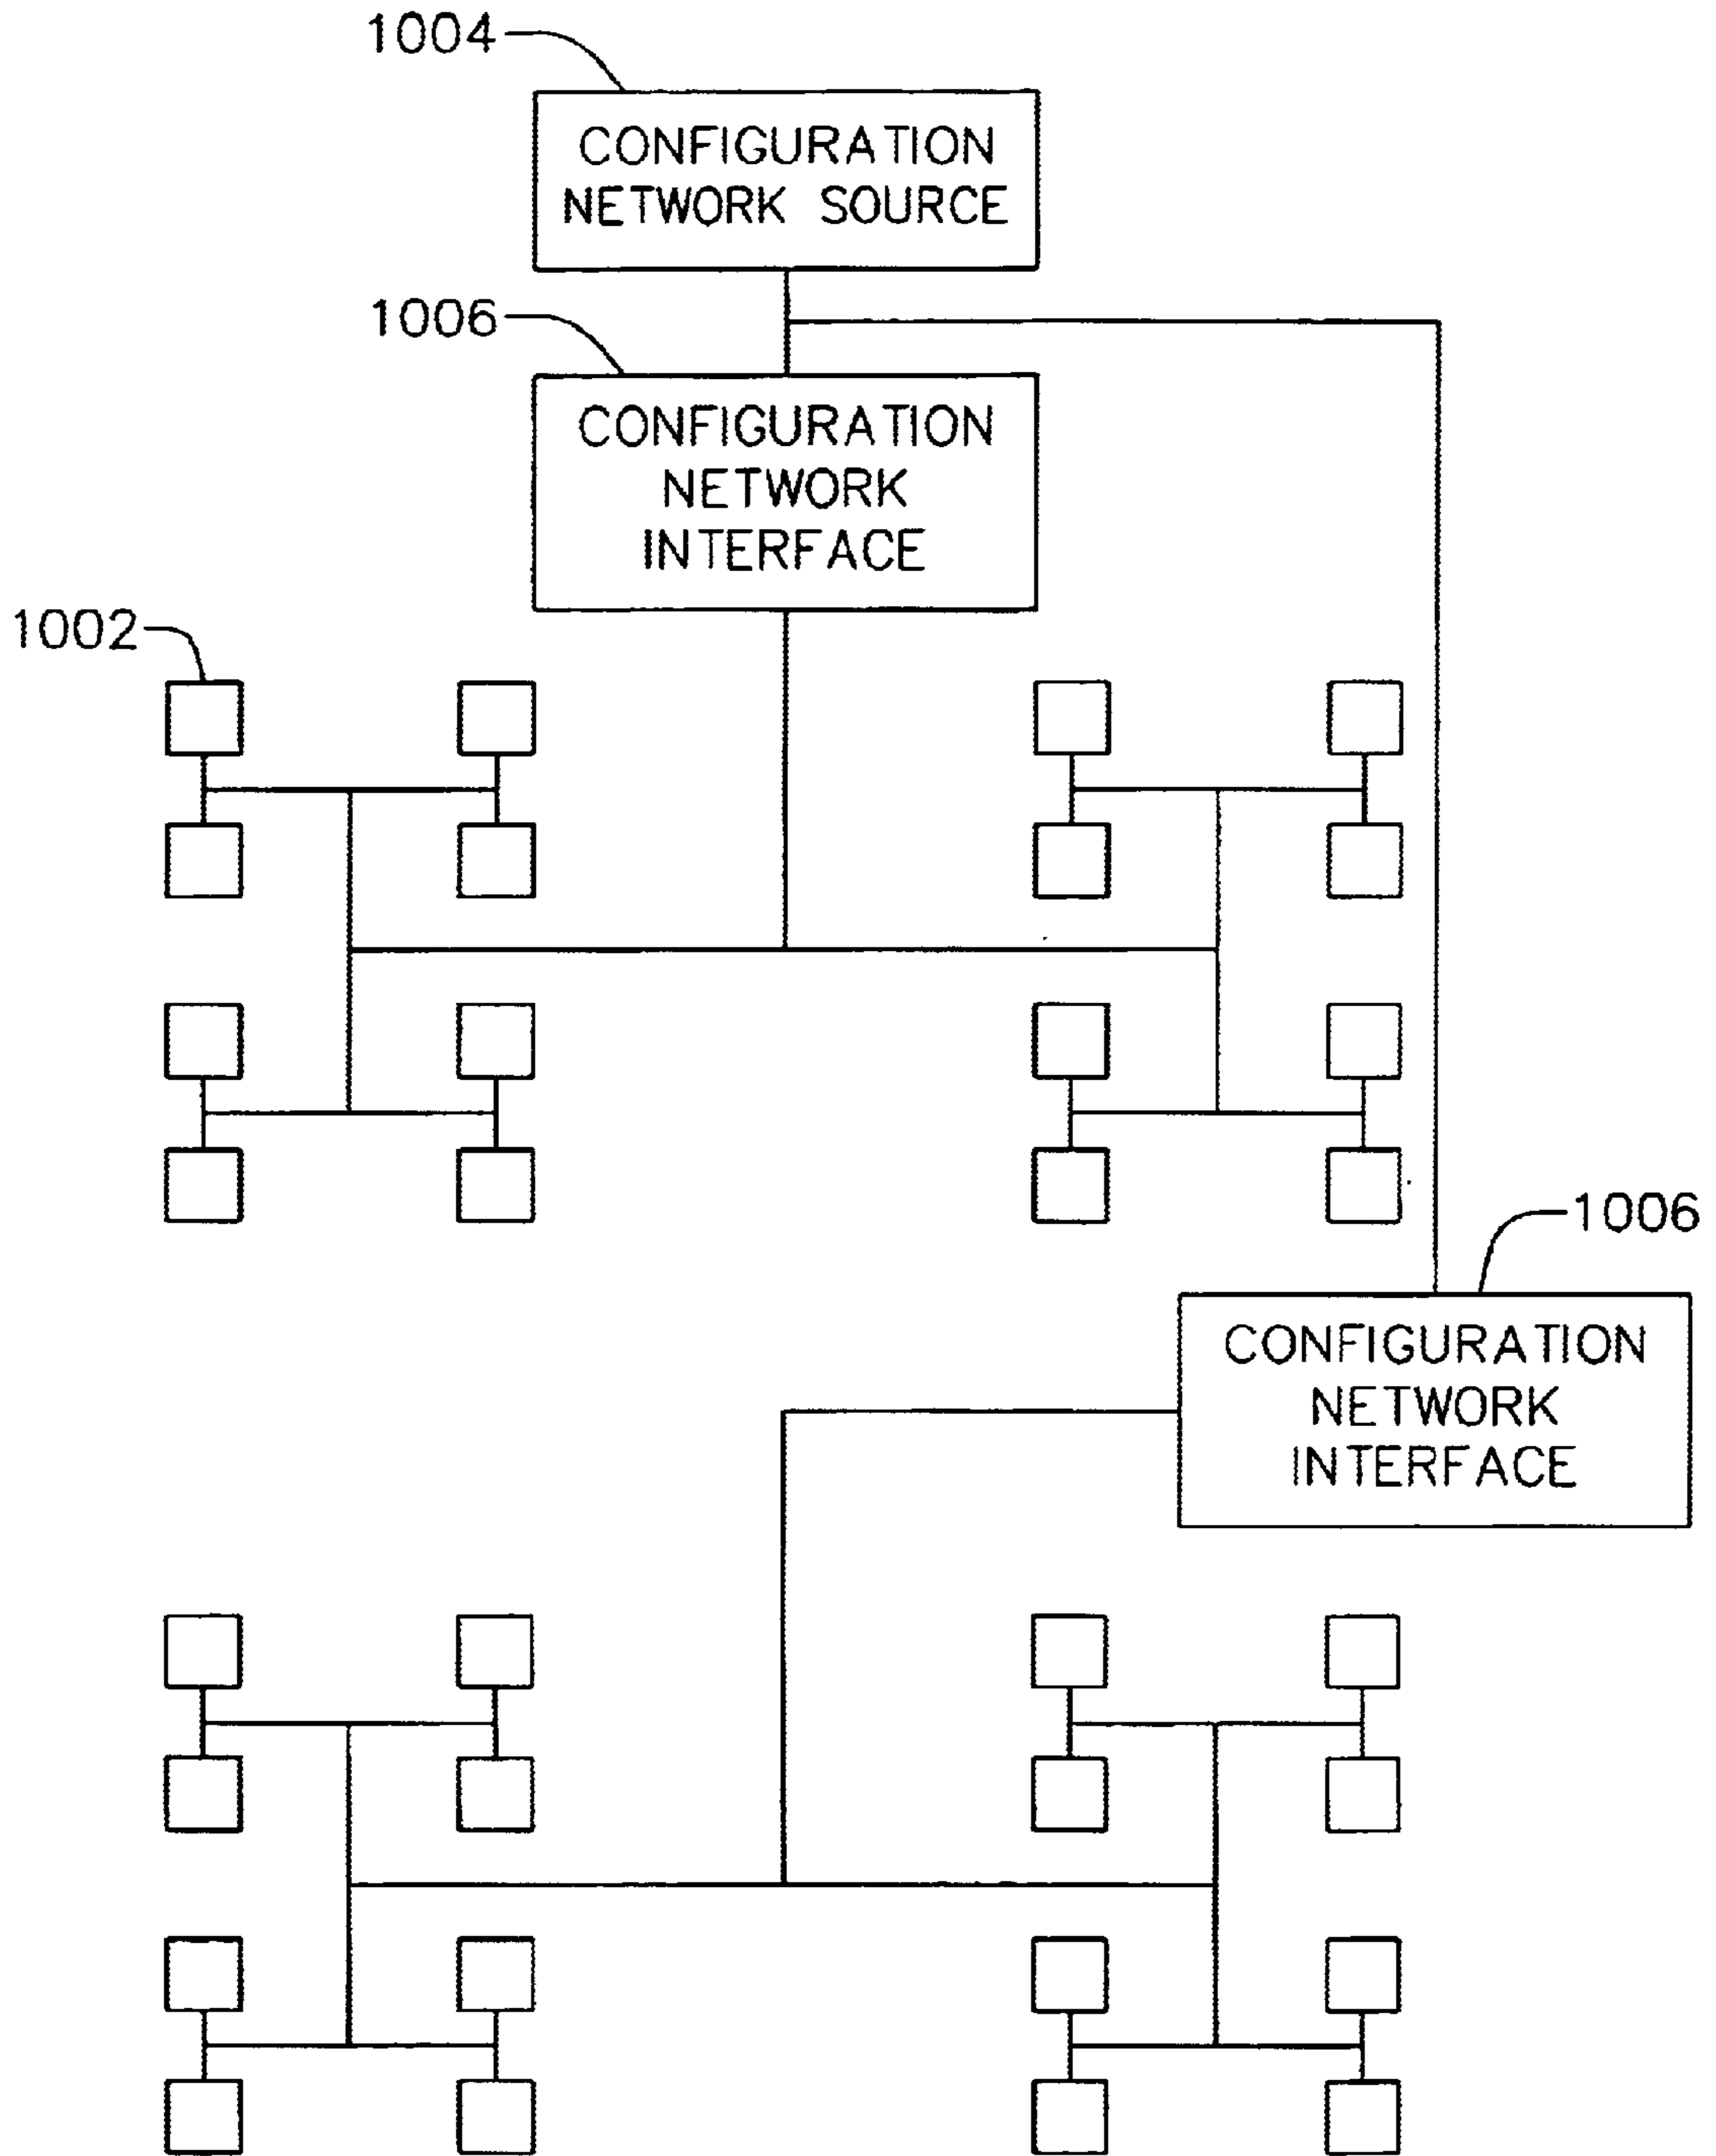 1004
CONFIGURATION
NETWORK SOURCE
1006
CONFIGURATION
NETWORK
INTERFACE
1002
1006
CONFIGURATION
NETWORK
INTERFACE